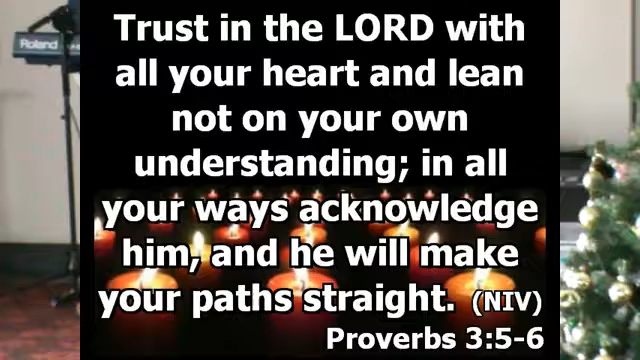 Roland
Trust in the LORD with
all your heart and lean
not on your own
understanding; in all
your ways acknowledge
him, and he will make
your paths straight. (NIV)
Proverbs 3:5-6